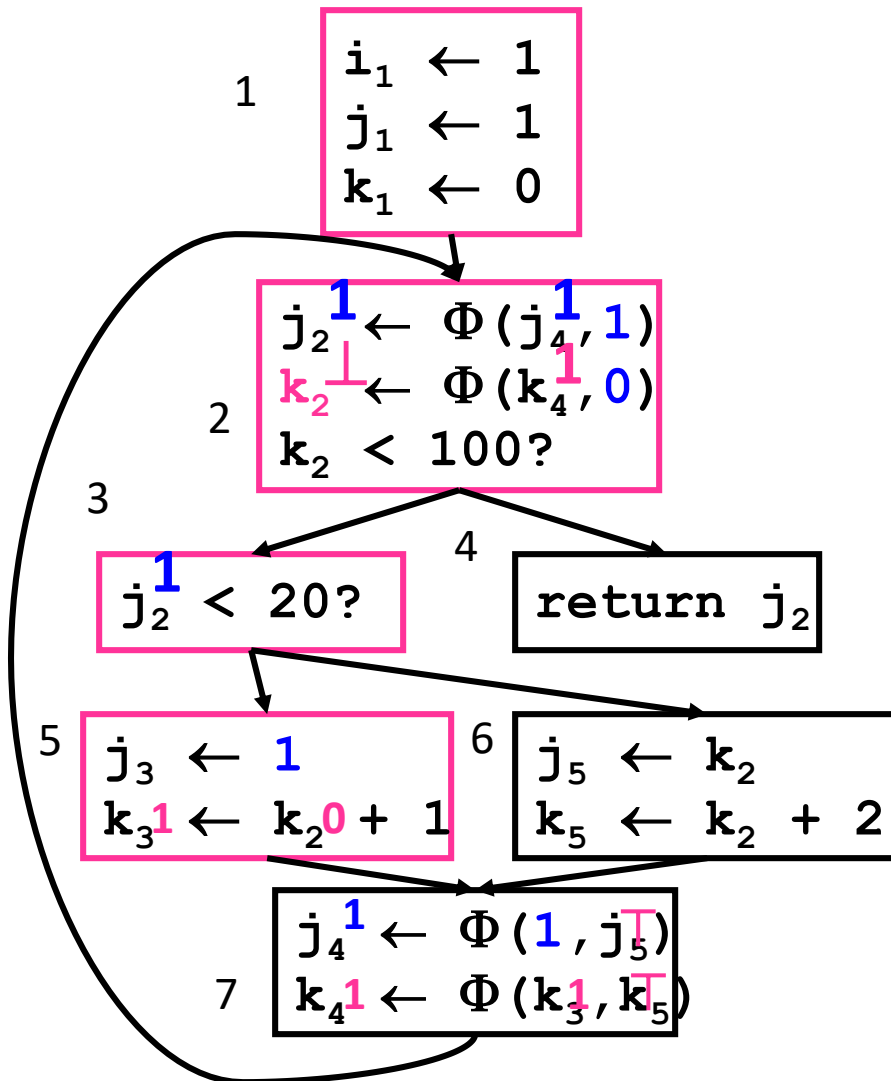 1
i₁ ← 1
j₁ ← 1
k₁ ← 0
2
j₂ 1 ← Φ(j₄ 1,1)
k₂ ⊥ ← Φ(k₄ 1,0)
k₂ < 100?
3
j₂ 1 < 20?
4
return j₂
5
j₃ ← 1
k₃ 1 ← k₂ 0 + 1
6
j₅ ← k₂
k₅ ← k₂ + 2
7
j₄ 1 ← Φ(1,j₅ ⊤)
k₄ 1 ← Φ(k₃ 1,k₅ ⊤)